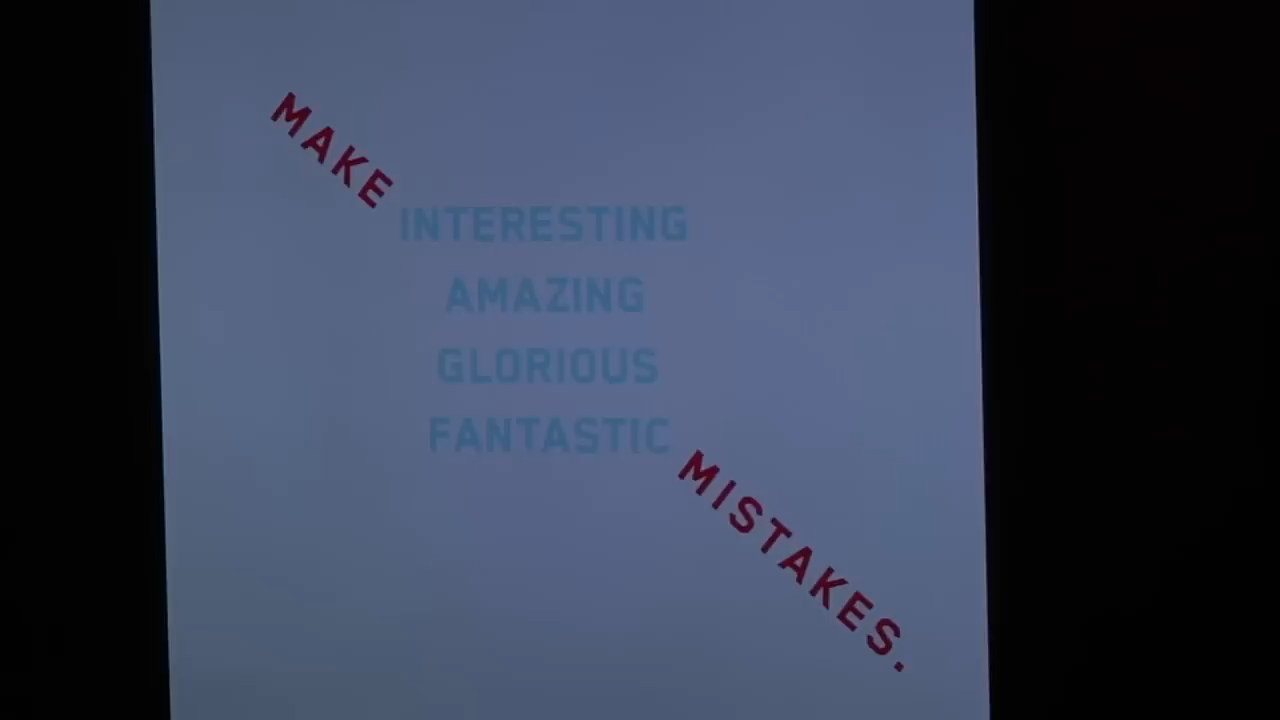 MAKE
INTERESTING
AMAZING
GLORIOUS
FANTASTIC
MISTAKES.